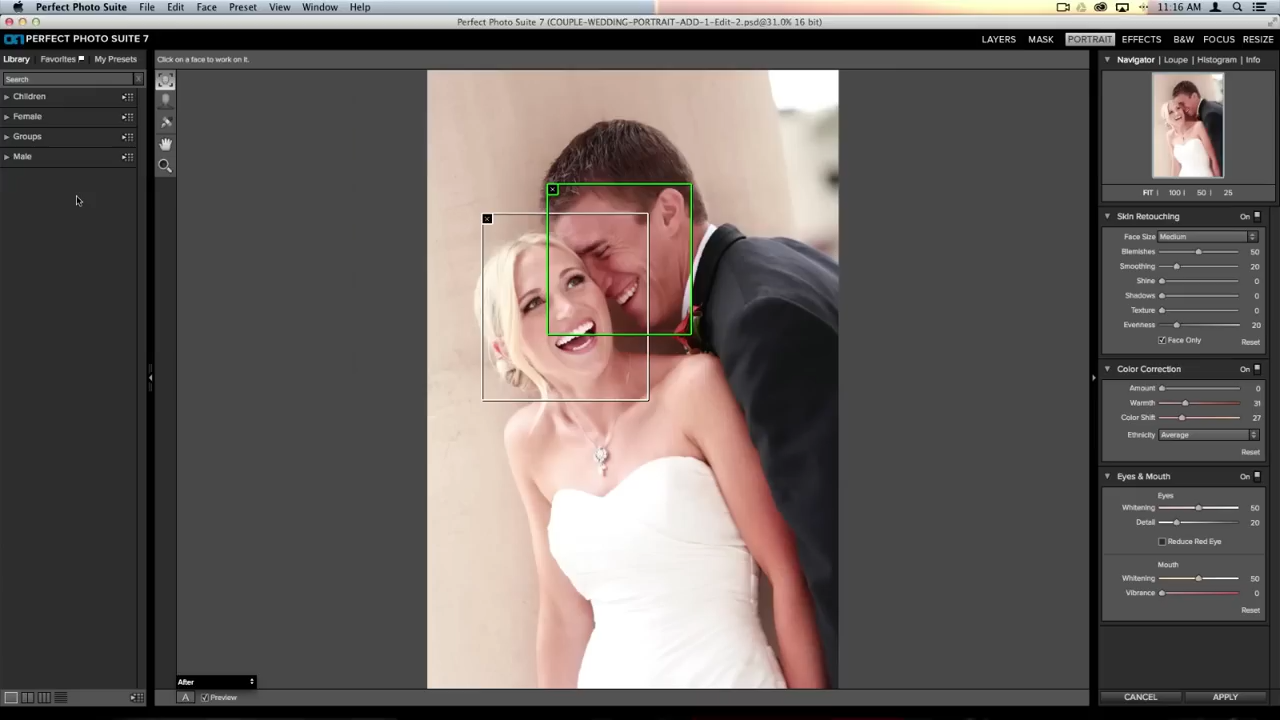 Perfect Photo Suite File Edit Face Preset View Window Help 11:16 AM
Perfect Photo Suite 7 (COUPLE-WEDDING-PORTRAIT-ADD-1-Edit-2.psd@31.0% 16 bit)
PERFECT PHOTO SUITE 7 LAYERS MASK PORTRAIT EFFECTS B&W FOCUS RESIZE
Library Favorites My Presets
Click on a face to work on it.
Navigator Loupe Histogram Info
Search
Children
Female
Groups
Male
FIT 100 50 25
Skin Retouching On
Face Size Medium
Blemishes 50
Smoothing 20
Shine 0
Shadows 0
Texture 0
Evenness 20
Face Only Reset
Color Correction On
Amount 0
Warmth 31
Color Shift 27
Ethnicity Average
Reset
Eyes & Mouth On
Eyes
Whitening 50
Detail 20
Reduce Red Eye
Mouth
Whitening 50
Vibrance 0
Reset
After
A Preview
CANCEL APPLY